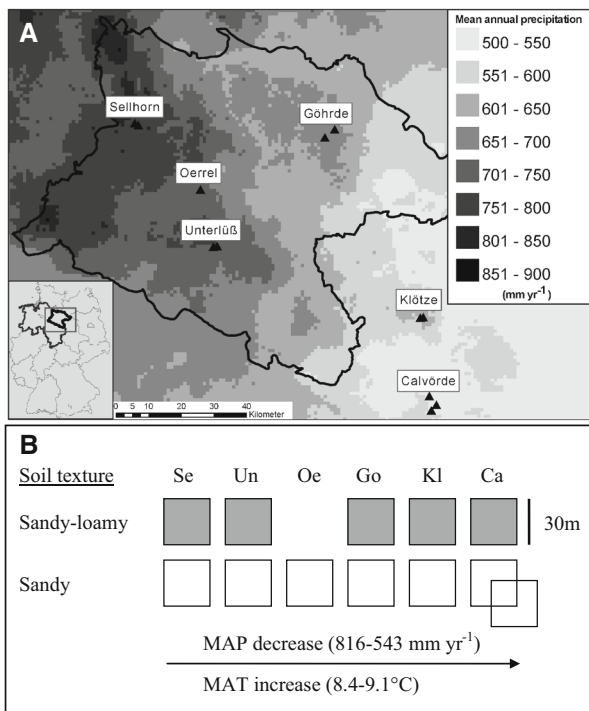 A
Mean annual precipitation
500 - 550
551 - 600
601 - 650
651 - 700
701 - 750
751 - 800
801 - 850
851 - 900
(mm yr-1)
Sellhorn
Göhrde
Oerrel
Unterlüß
Klötze
Calvörde
0 5 10 20 30 40
Kilometer
B
Soil texture Se Un Oe Go Kl Ca
Sandy-loamy 30m
Sandy
MAP decrease (816-543 mm yr-1)
MAT increase (8.4-9.1°C)